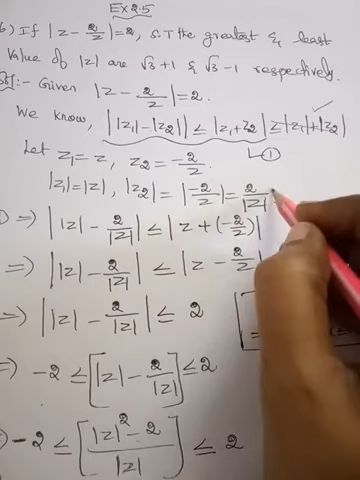 Ex 2.5
6) If |z - 2/z| = 2, S.T the greatest & least
Value of |z| are √3+1 & √3-1 respectively.
Sol:- Given |z - 2/z| = 2.
We know, ||z₁|-|z₂|| ≤ |z₁+z₂| ≤ |z₁|+|z₂|
Let z₁ = z, z₂ = -2/z. ①
|z₁| = |z|, |z₂| = |-2/z| = 2/|z|
⇒ ||z| - 2/|z|| ≤ |z + (-2/z)|
⇒ ||z| - 2/|z|| ≤ |z - 2/z|
⇒ ||z| - 2/|z|| ≤ 2
⇒ -2 ≤ [|z| - 2/|z|] ≤ 2
-2 ≤ [(|z|² - 2)/|z|] ≤ 2